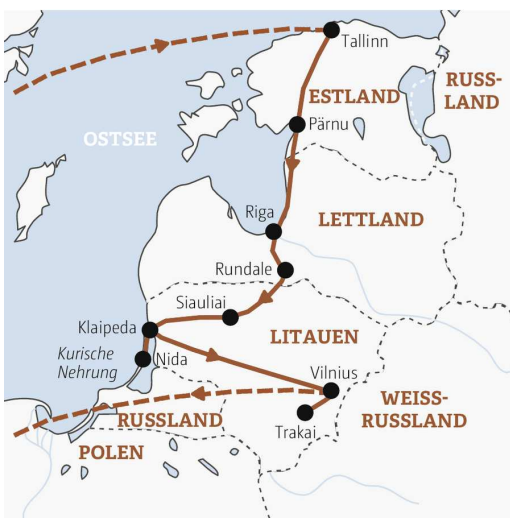 Tallinn
ESTLAND
RUSS-
LAND
Pärnu
OSTSEE
Riga
LETTLAND
Rundale
Siauliai
Klaipeda
LITAUEN
Kurische
Nehrung
Nida
Vilnius
WEISS-
RUSSLAND
RUSSLAND
Trakai
POLEN